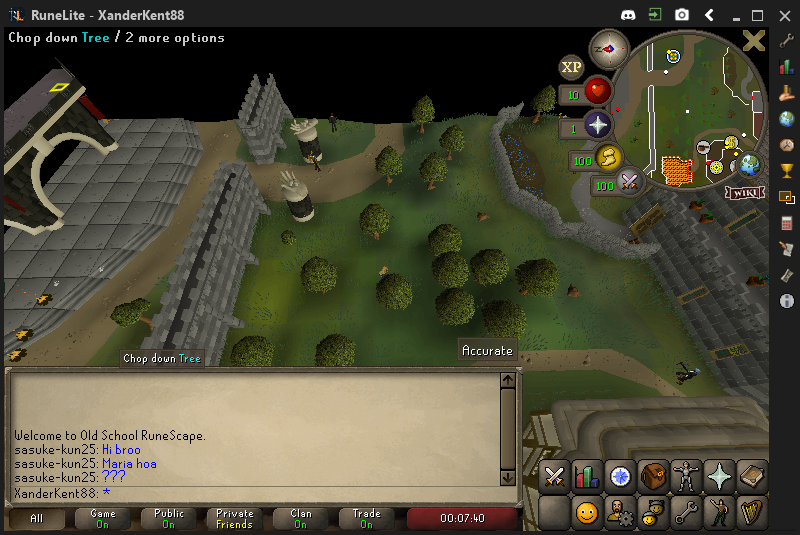 RuneLite - XanderKent88
Chop down Tree / 2 more options
XP
10
1
100
100
WIKI
Chop down Tree
Accurate
Welcome to Old School RuneScape.
sasuke-kun25: Hi broo
sasuke-kun25: Maria hoa
sasuke-kun25: ???
XanderKent88: *
All
Game
On
Public
On
Private
Friends
Clan
On
Trade
On
00:07:40